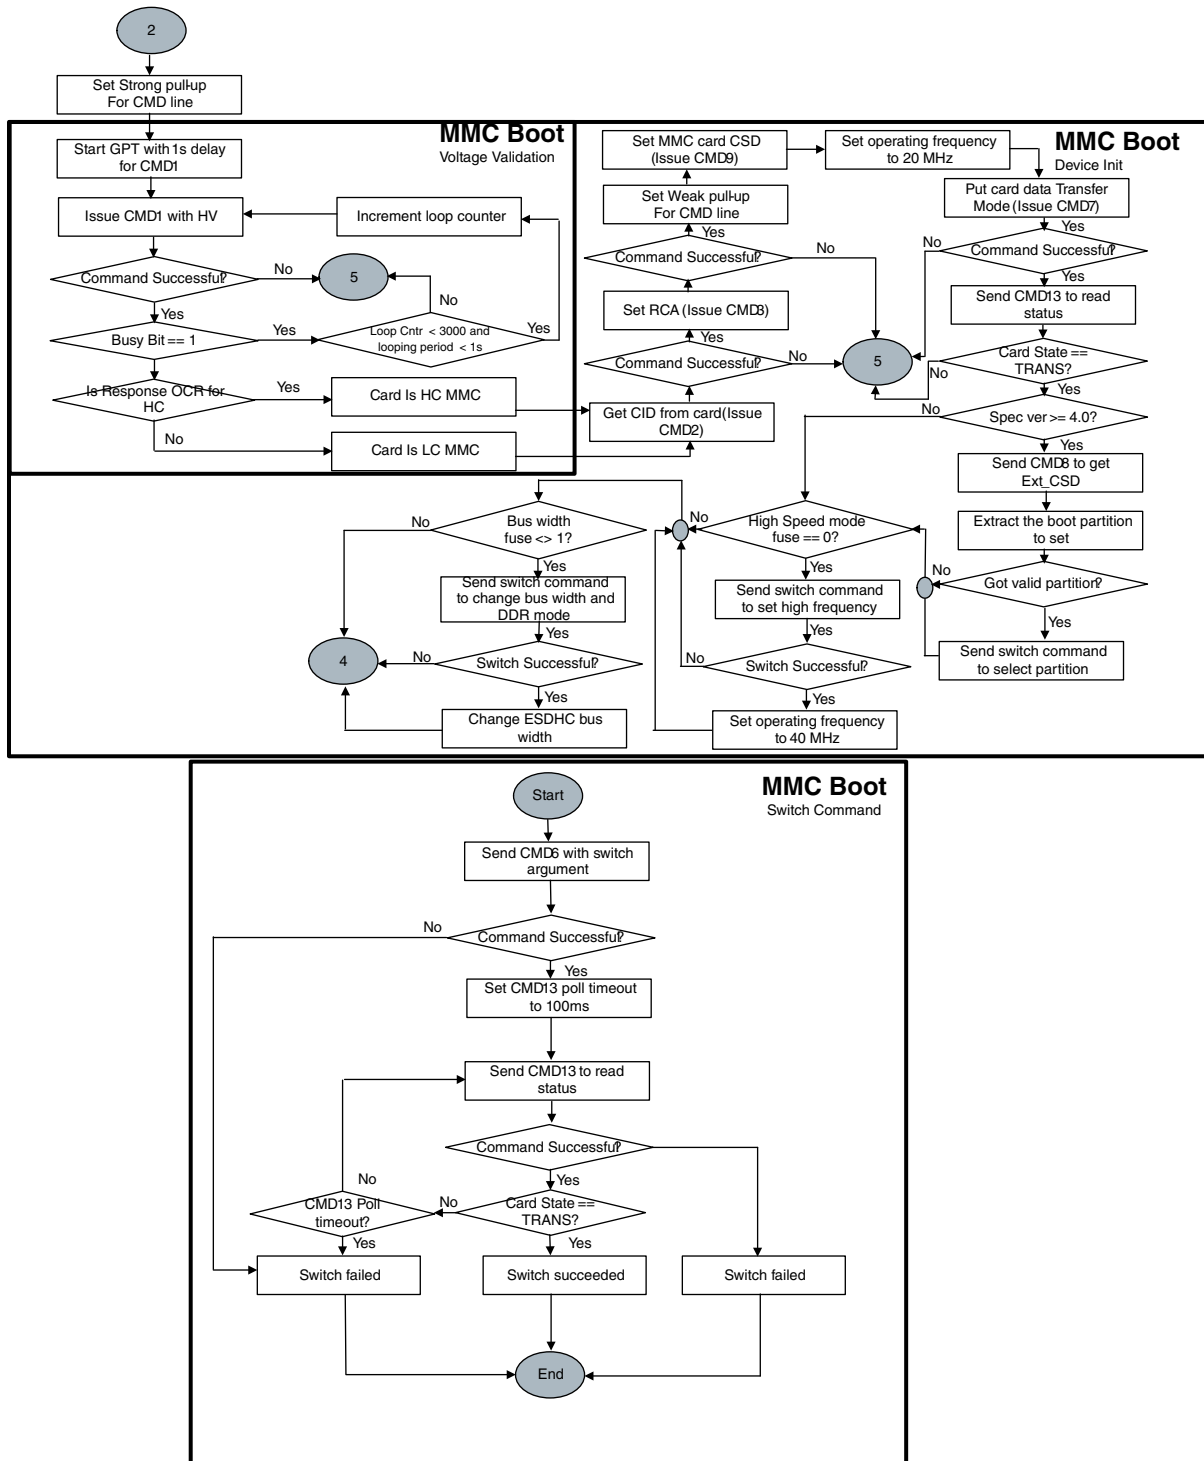 2
Set Strong pull-up
For CMD line
MMC Boot
Voltage Validation
Start GPT with 1s delay
for CMD1
Issue CMD1 with HV
Increment loop counter
Command Successful?
No
5
No
Yes
Busy Bit == 1
Yes
Loop Cntr < 3000 and
looping period < 1s
Yes
Is Response OCR for
HC
Yes
Card Is HC MMC
No
Card Is LC MMC
MMC Boot
Device Init
Set MMC card CSD
(Issue CMD9)
Set operating frequency
to 20 MHz
Set Weak pull-up
For CMD line
Put card data Transfer
Mode (Issue CMD7)
Yes
Command Successful?
No
Yes
No
Command Successful?
Set RCA (Issue CMD3)
Yes
Send CMD13 to read
status
Yes
Command Successful?
No
5
Card State ==
TRANS?
No
Yes
Get CID from card(Issue
CMD2)
No
Spec ver >= 4.0?
Yes
Send CMD8 to get
Ext_CSD
Extract the boot partition
to set
No
Got valid partition?
Yes
Send switch command
to select partition
No
High Speed mode
fuse == 0?
Yes
Send switch command
to set high frequency
Yes
No
Switch Successful?
Yes
Set operating frequency
to 40 MHz
No
Bus width
fuse <> 1?
Yes
Send switch command
to change bus width and
DDR mode
Yes
4
No
Switch Successful?
Yes
Change ESDHC bus
width
MMC Boot
Switch Command
Start
Send CMD6 with switch
argument
No
Command Successful?
Yes
Set CMD13 poll timeout
to 100ms
Send CMD13 to read
status
Command Successful?
No
Yes
CMD13 Poll
timeout?
No
Card State ==
TRANS?
Yes
Yes
Switch failed
Switch succeeded
Switch failed
End